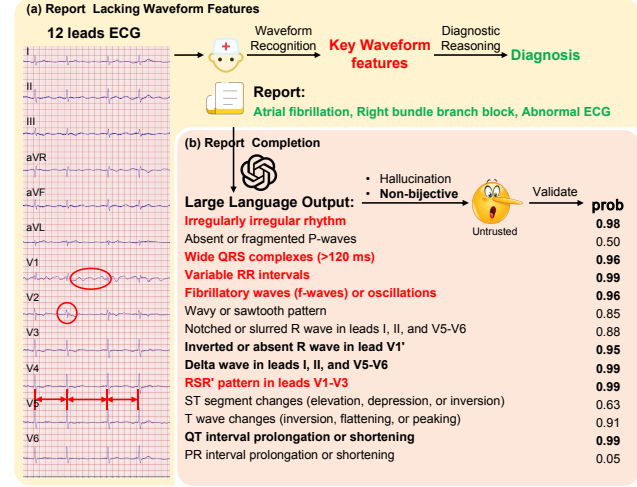 (a) Report Lacking Waveform Features
12 leads ECG
Waveform
Recognition
Key Waveform
features
Diagnostic
Reasoning
Diagnosis
Report:
Atrial fibrillation, Right bundle branch block, Abnormal ECG
I
II
III
aVR
aVF
aVL
V1
V2
V3
V4
V5
V6
(b) Report Completion
• Hallucination
• Non-bijective
Untrusted
Validate
prob
Large Language Output:
Irregularly irregular rhythm 0.98
Absent or fragmented P-waves 0.50
Wide QRS complexes (>120 ms) 0.96
Variable RR intervals 0.99
Fibrillatory waves (f-waves) or oscillations 0.96
Wavy or sawtooth pattern 0.85
Notched or slurred R wave in leads I, II, and V5-V6 0.88
Inverted or absent R wave in lead V1' 0.95
Delta wave in leads I, II, and V5-V6 0.99
RSR' pattern in leads V1-V3 0.99
ST segment changes (elevation, depression, or inversion) 0.63
T wave changes (inversion, flattening, or peaking) 0.91
QT interval prolongation or shortening 0.99
PR interval prolongation or shortening 0.05